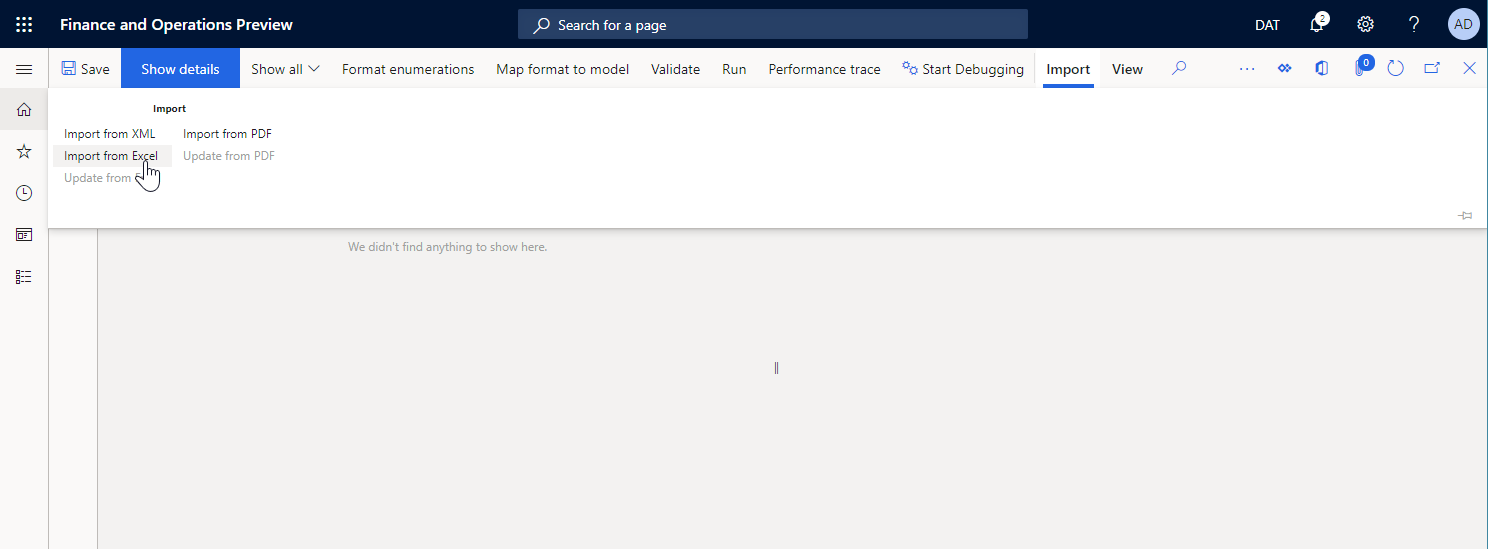 Finance and Operations Preview
Search for a page
DAT
2
?
AD
Save
Show details
Show all
Format enumerations
Map format to model
Validate
Run
Performance trace
Start Debugging
Import
View
0
Import
Import from XML
Import from PDF
Import from Excel
Update from PDF
Update from
We didn't find anything to show here.